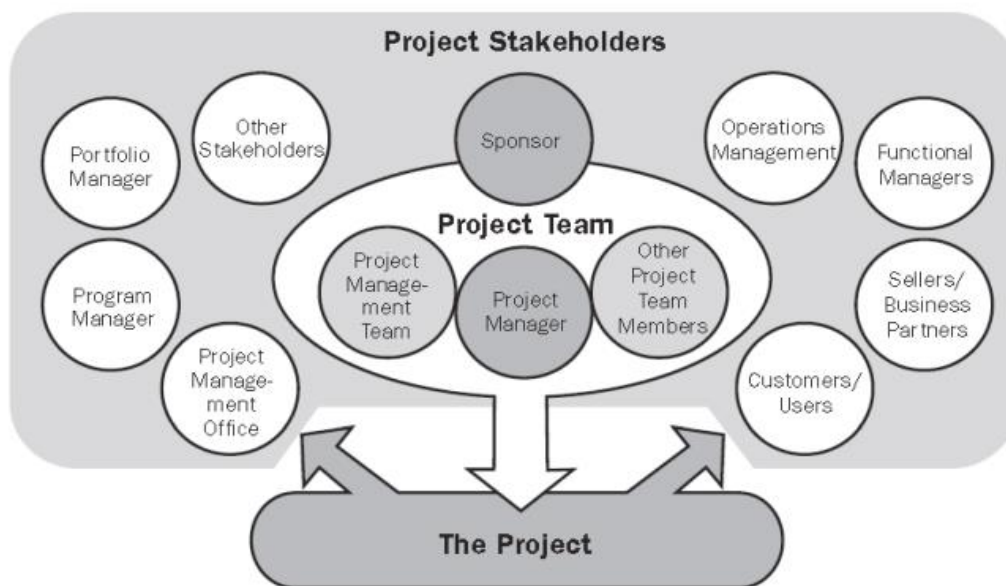 Project Stakeholders
Portfolio
Manager
Other
Stakeholders
Sponsor
Operations
Management
Functional
Managers
Project Team
Program
Manager
Project
Manage-
ment
Team
Project
Manager
Other
Project
Team
Members
Sellers/
Business
Partners
Project
Manage-
ment
Office
Customers/
Users
The Project